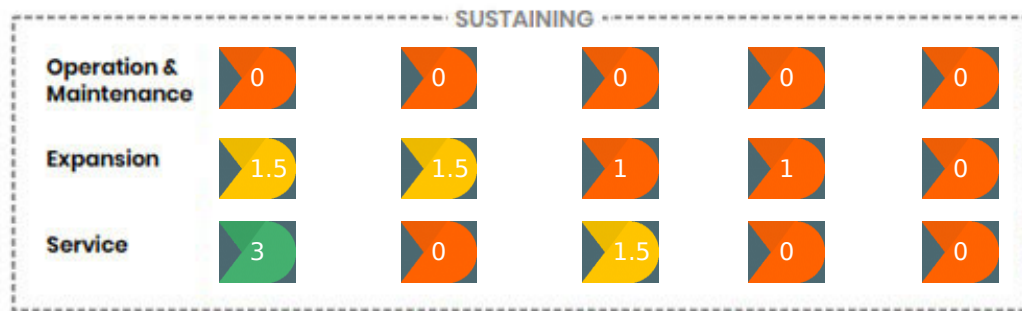 SUSTAINING
Operation &
Maintenance
0 0 0 0 0
Expansion
1.5 1.5 1 1 0
Service
3 0 1.5 0 0